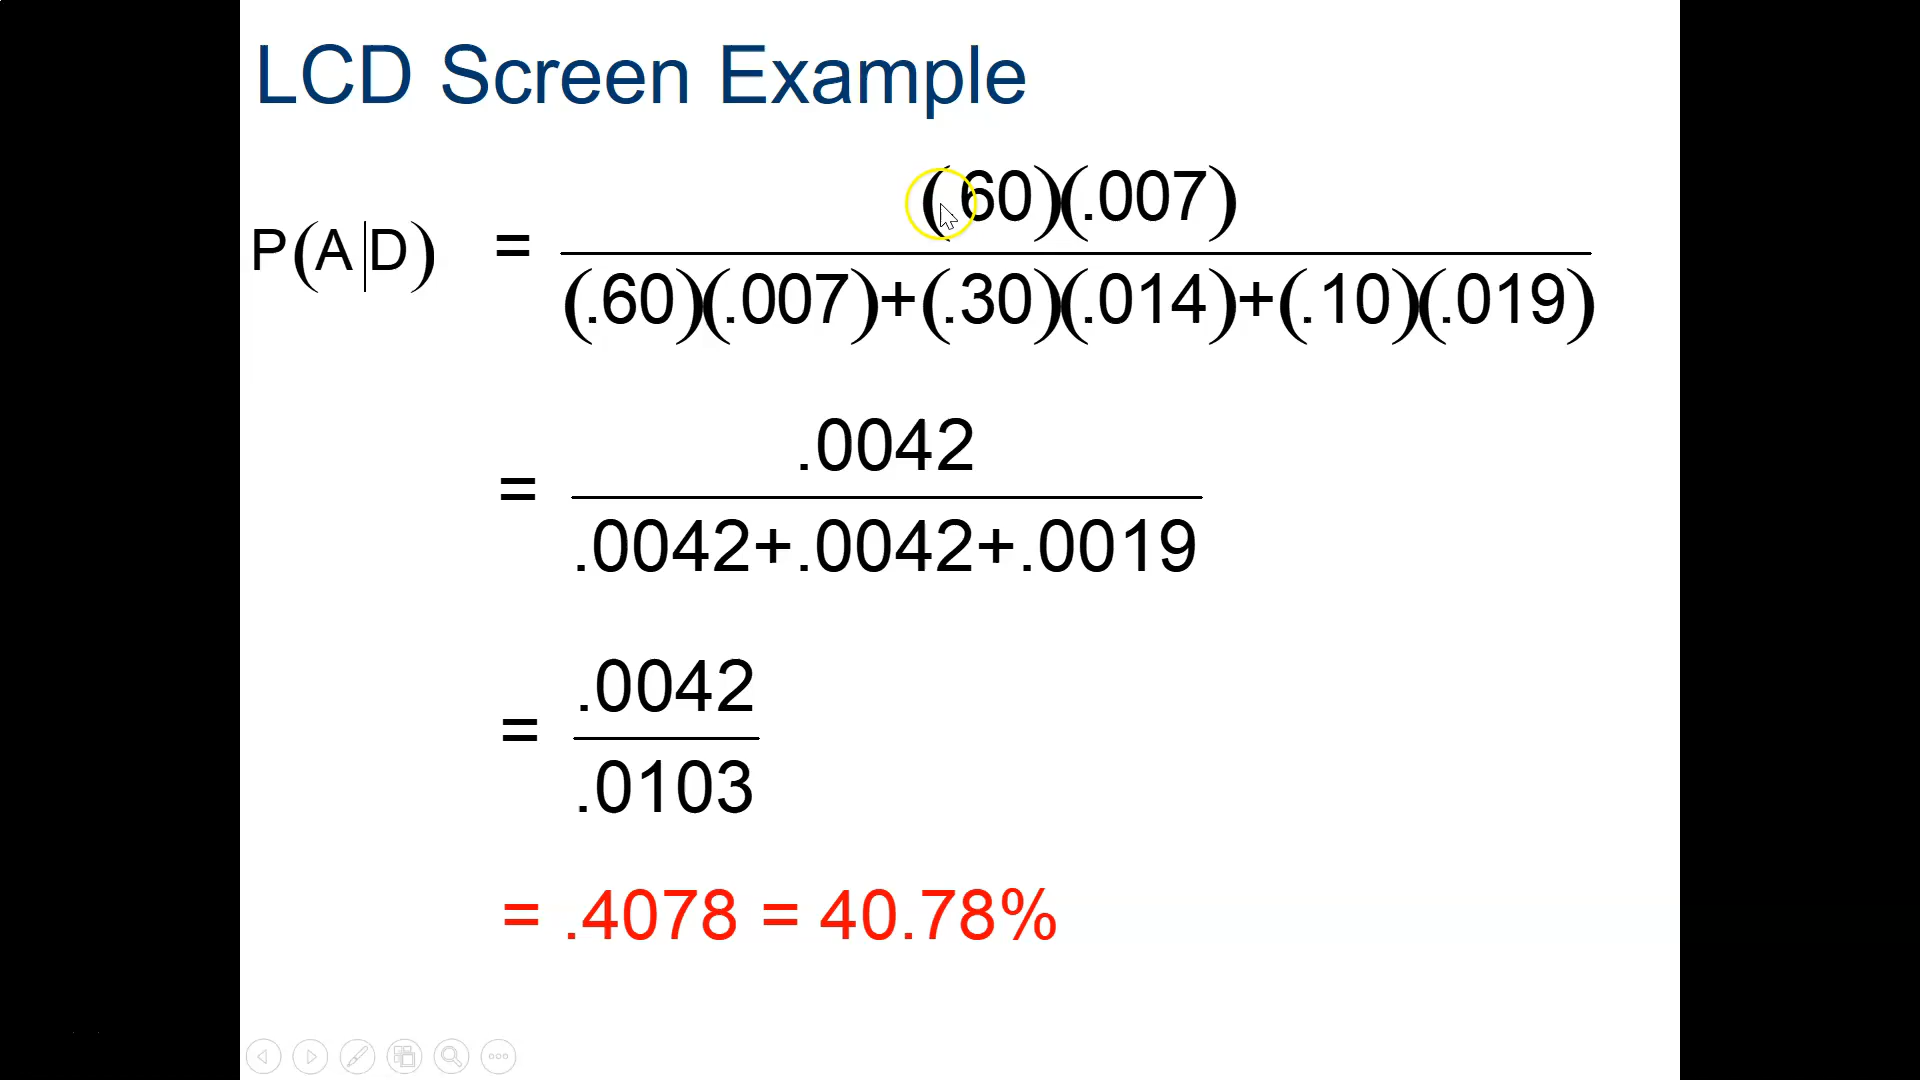 LCD Screen Example
(.60)(.007)
P(A|D) =
(.60)(.007)+(.30)(.014)+(.10)(.019)
.0042
=
.0042+.0042+.0019
.0042
=
.0103
= .4078 = 40.78%